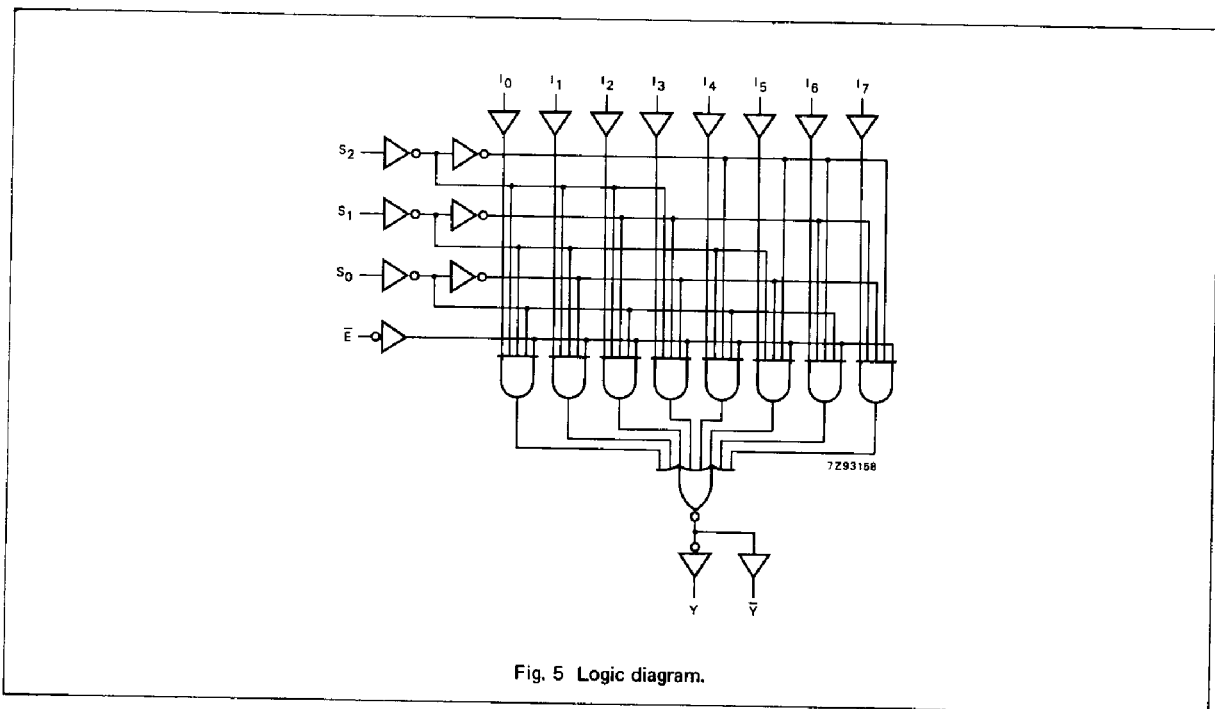 I0 I1 I2 I3 I4 I5 I6 I7
S2
S1
S0
E̅
7Z93158
Y Y̅
Fig. 5 Logic diagram.